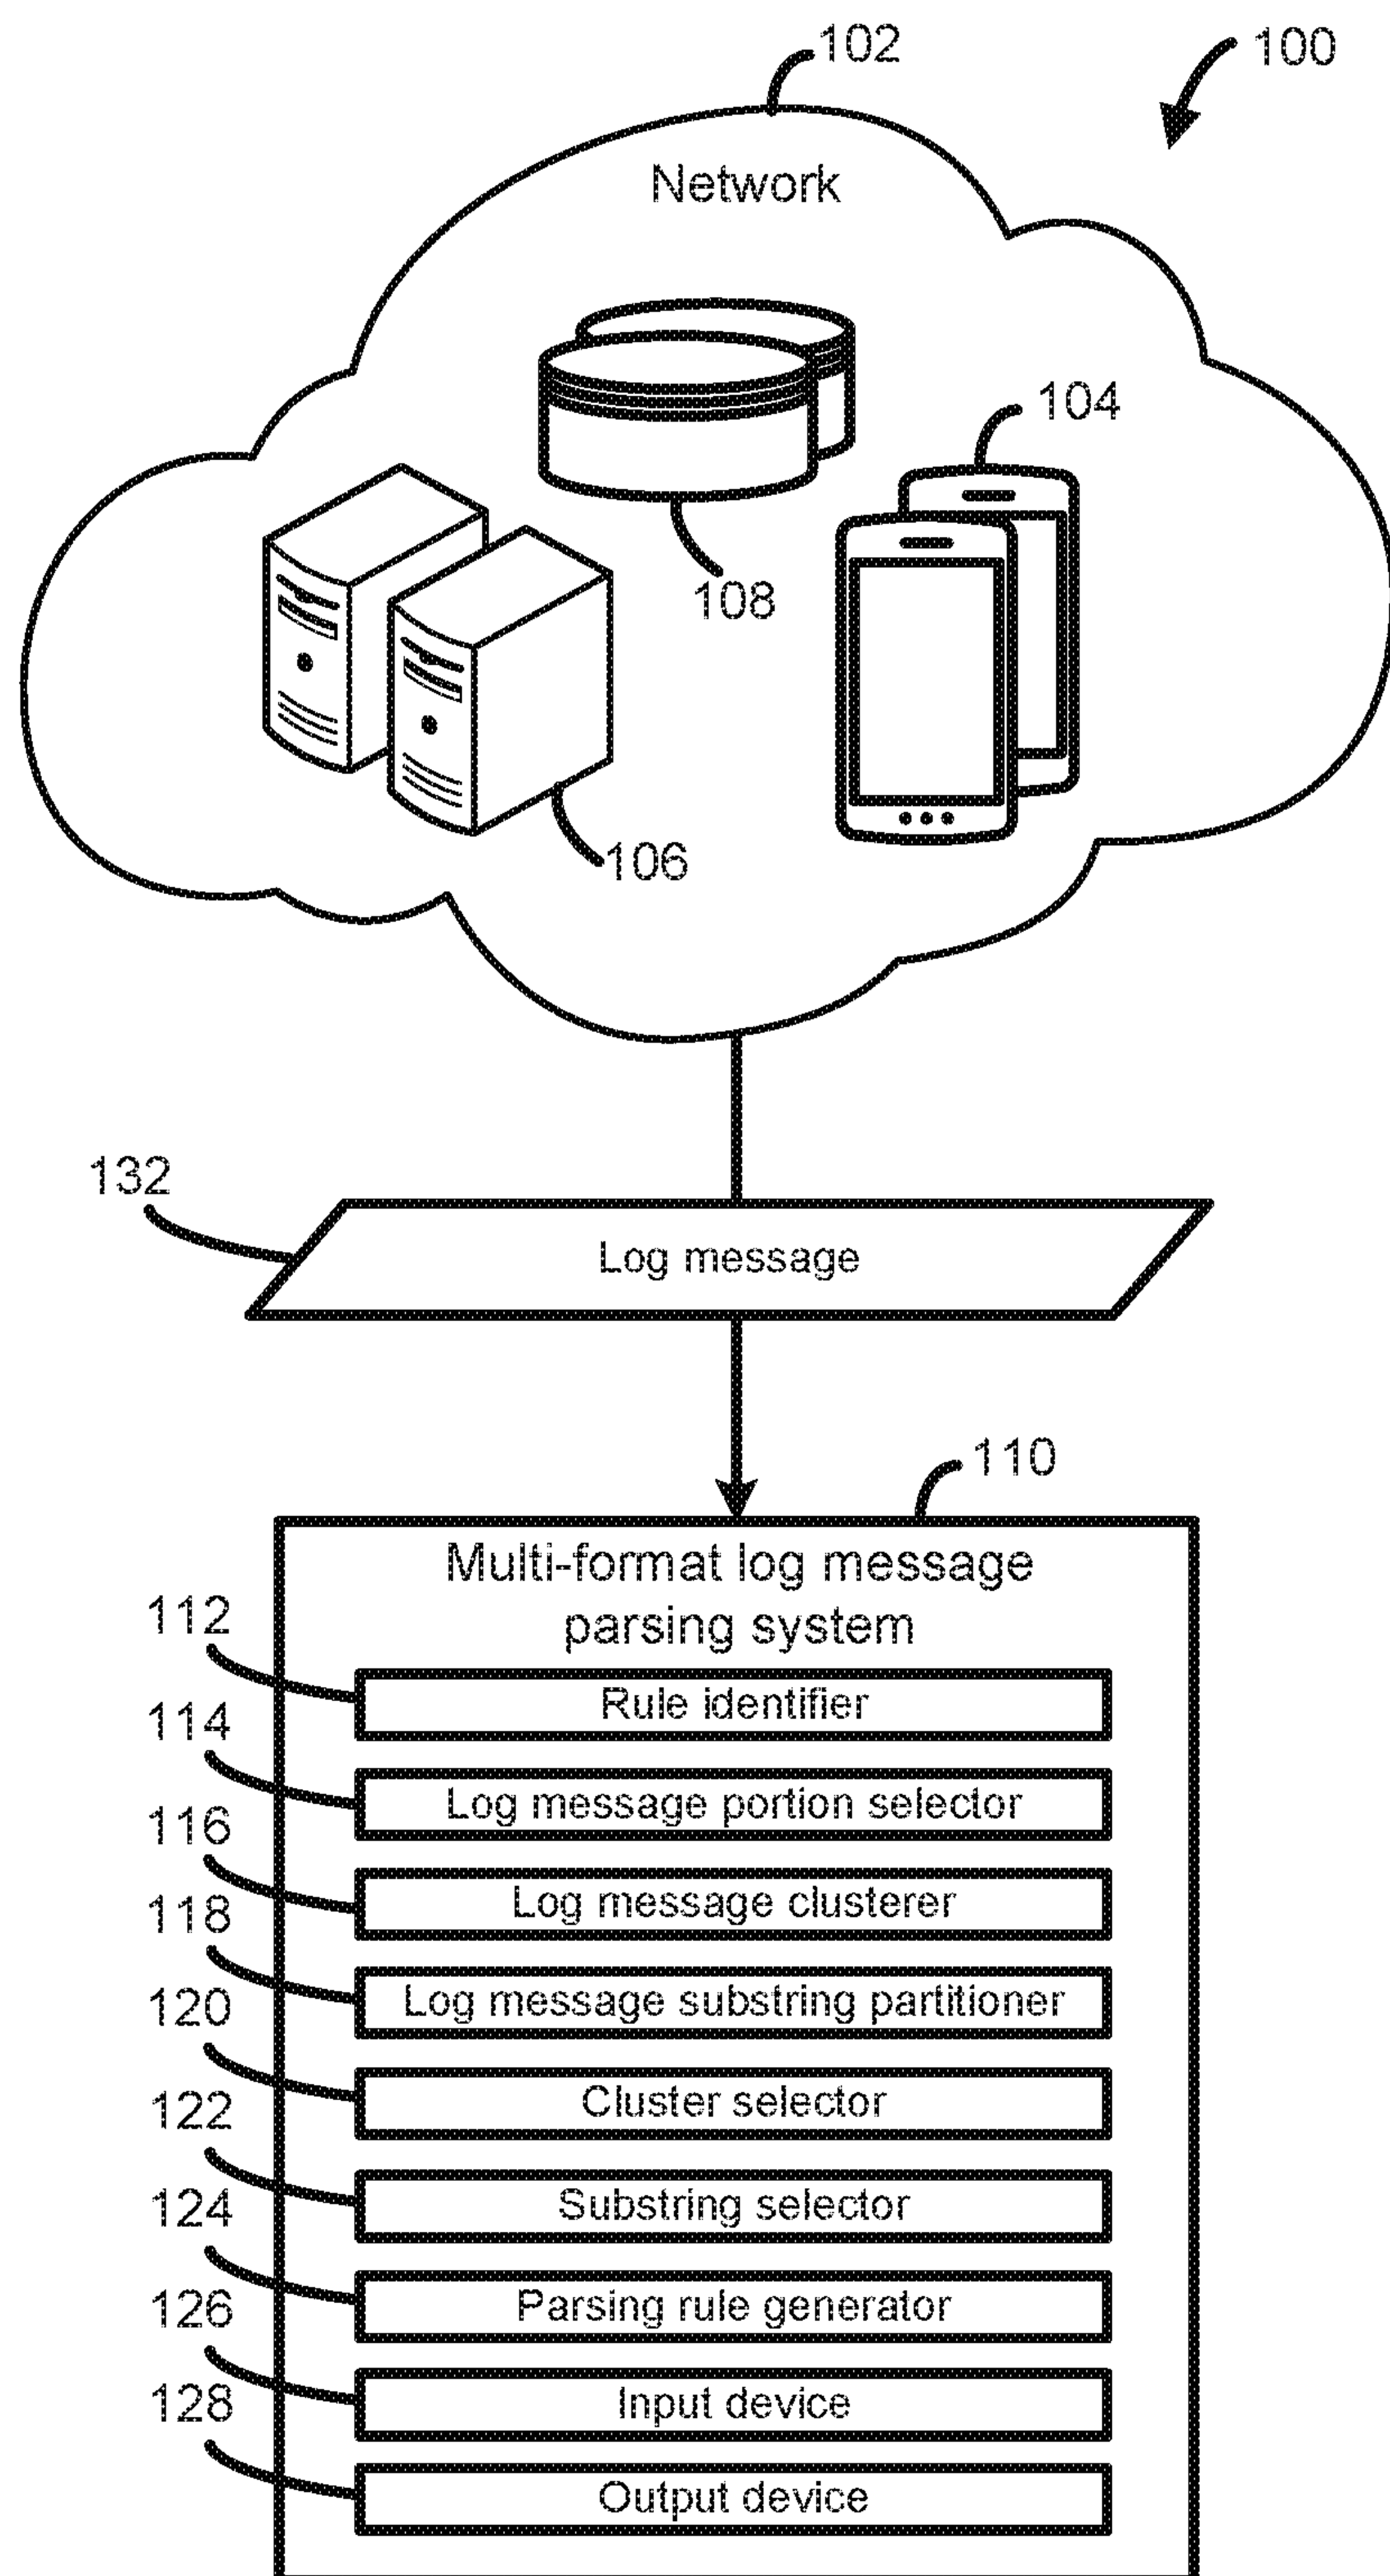 102
100
Network
104
108
106
132
Log message
110
Multi-format log message
parsing system
112
Rule identifier
114
Log message portion selector
116
Log message clusterer
118
Log message substring partitioner
120
Cluster selector
122
Substring selector
124
Parsing rule generator
126
Input device
128
Output device